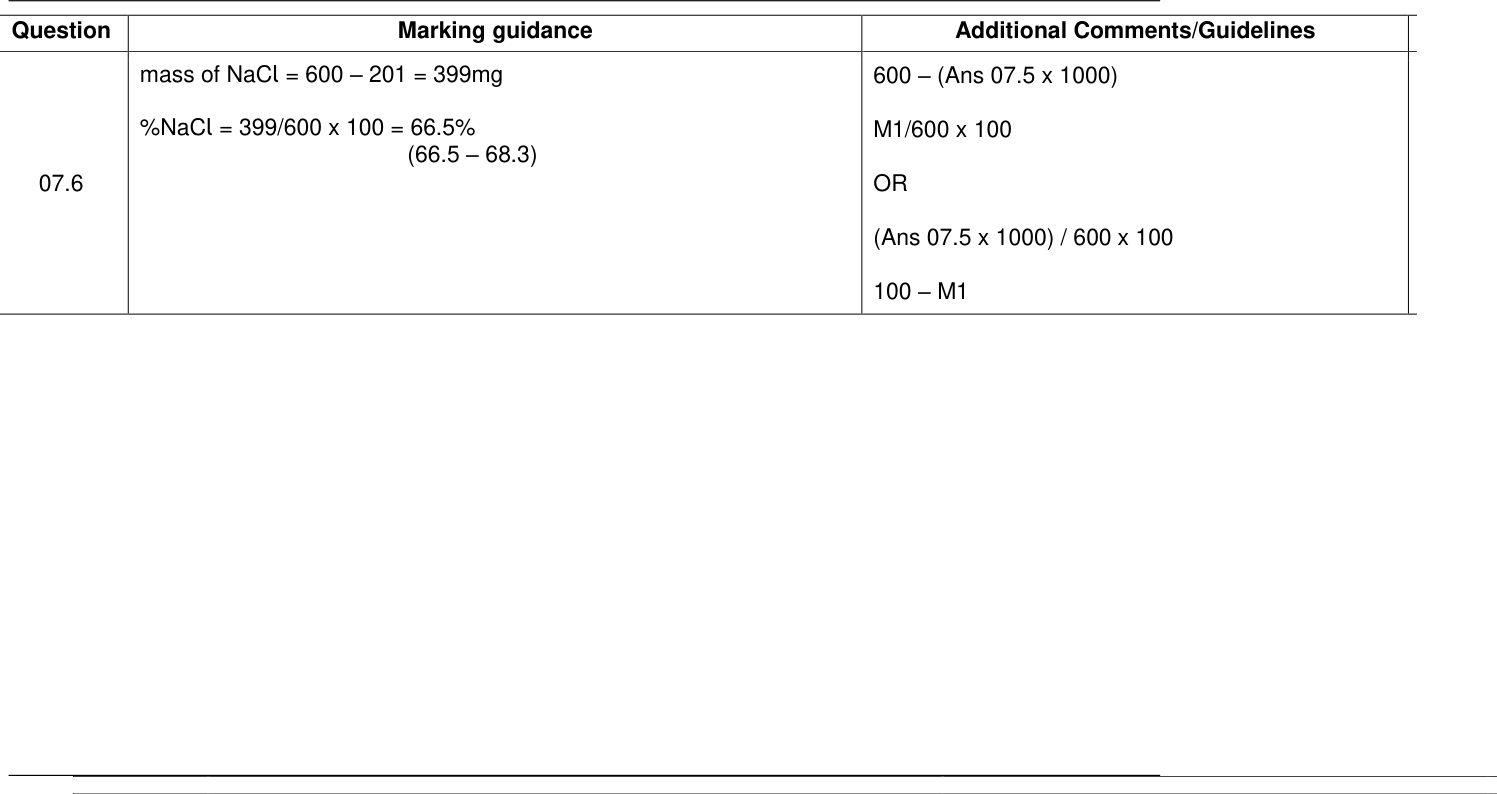 Question Marking guidance Additional Comments/Guidelines
mass of NaCl = 600 – 201 = 399mg
%NaCl = 399/600 x 100 = 66.5%
(66.5 – 68.3)
07.6
600 – (Ans 07.5 x 1000)
M1/600 x 100
OR
(Ans 07.5 x 1000) / 600 x 100
100 – M1